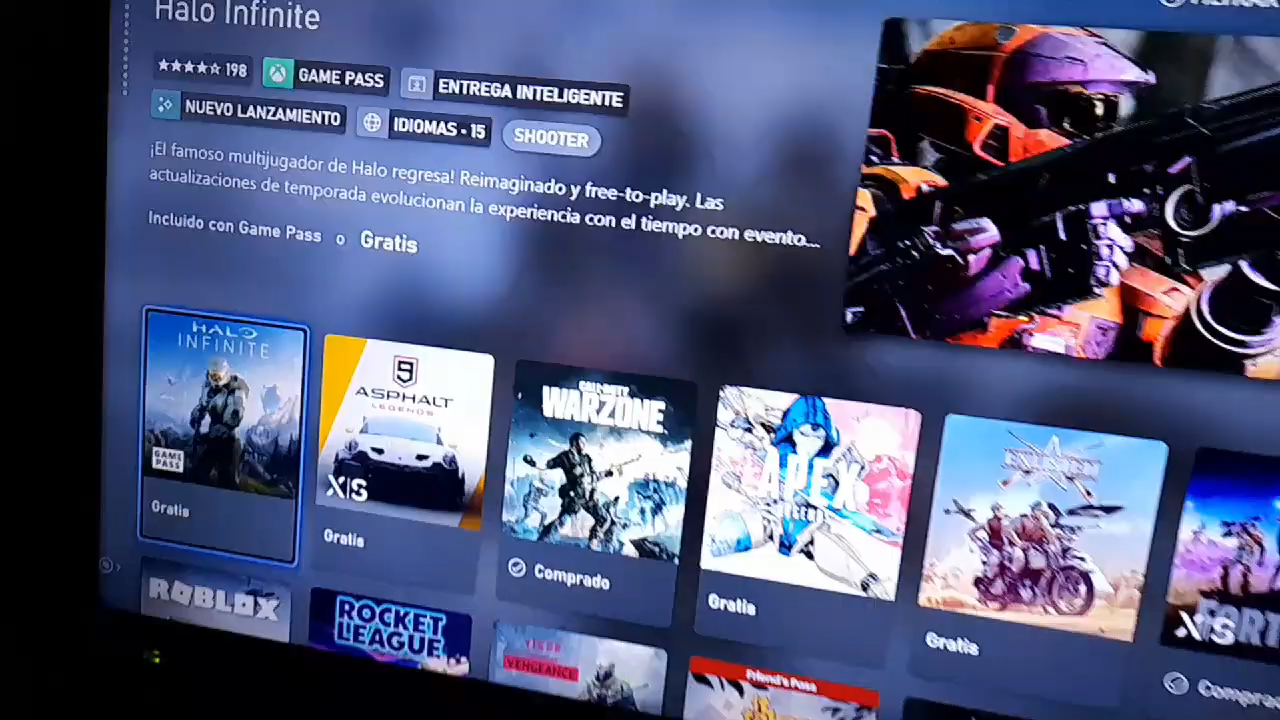 Halo Infinite
198
GAME PASS
ENTREGA INTELIGENTE
NUEVO LANZAMIENTO
IDIOMAS - 15
SHOOTER
¡El famoso multijugador de Halo regresa! Reimaginado y free-to-play. Las
actualizaciones de temporada evolucionan la experiencia con el tiempo con evento...
Incluido con Game Pass o Gratis
HALO
INFINITE
GAME
PASS
Gratis
9
ASPHALT
LEGENDS
X|S
Gratis
CALL OF DUTY
WARZONE
Comprado
APEX
Gratis
Gratis
X|S
FORT
Compra
ROBLOX
ROCKET
LEAGUE
VIGOR
VENGEANCE
Friend's Pass